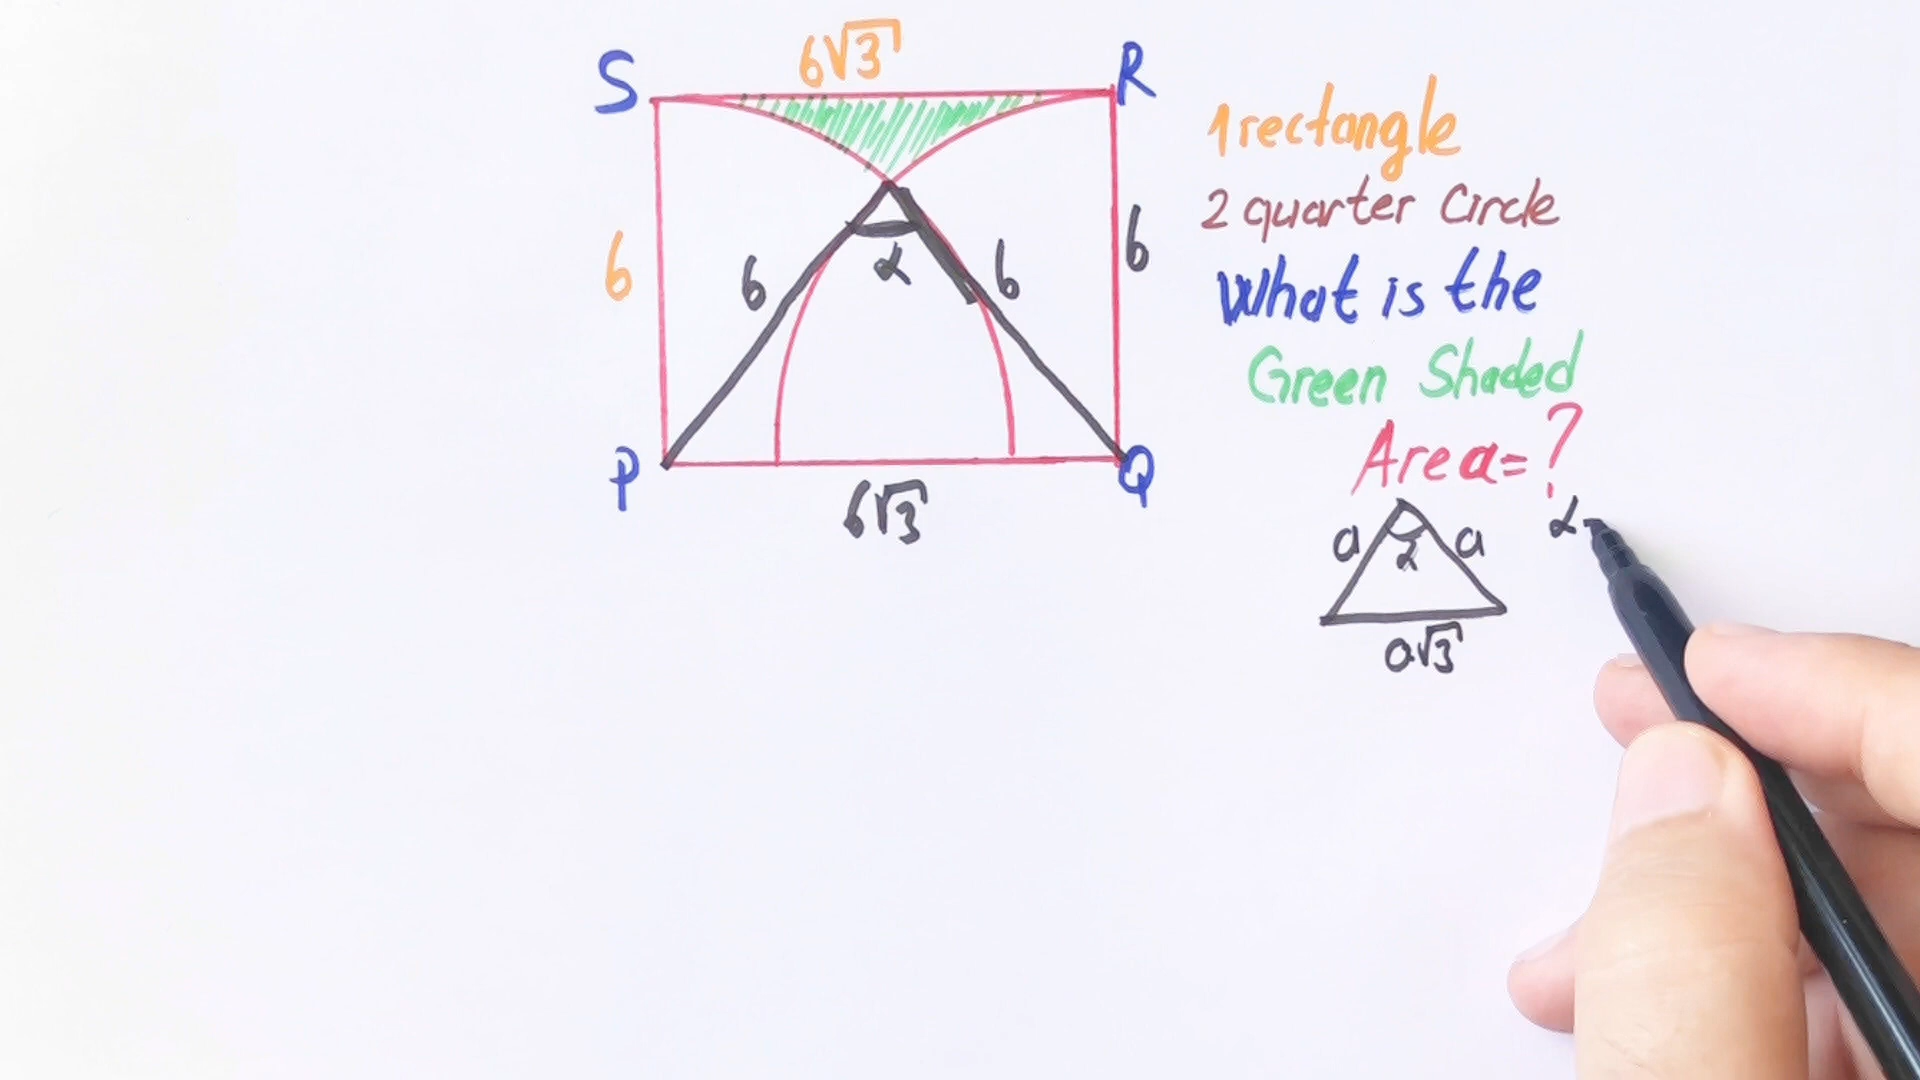 6√3
S
R
6
6
α
6
6
P
Q
6√3
1 rectangle
2 quarter Circle
What is the
Green Shaded
Area=?
a
α
a
α
a√3